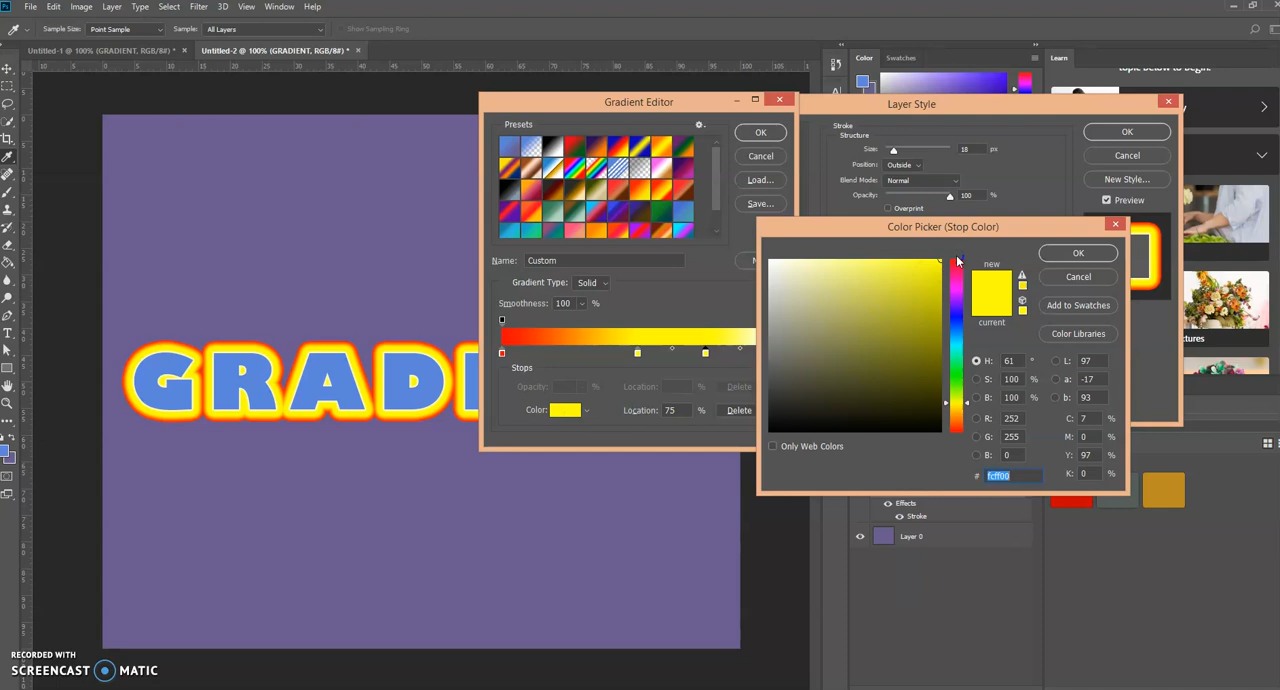 Ps File Edit Image Layer Type Select Filter 3D View Window Help
Sample Size: Point Sample Sample: All Layers Show Sampling Ring
Untitled-1 @ 100% (GRADIENT, RGB/8#) * × Untitled-2 @ 100% (GRADIENT, RGB/8#) * ×
Color Swatches Learn
topic below to begin.
Gradient Editor
Presets
OK
Cancel
Load...
Save...
Name: Custom
Gradient Type: Solid
Smoothness: 100 %
Stops
Opacity: % Location: % Delete
Color: Location: 75 % Delete
Layer Style
Stroke
Structure
Size: 18 px
Position: Outside
Blend Mode: Normal
Opacity: 100 %
Overprint
OK
Cancel
New Style...
Preview
Color Picker (Stop Color)
new
current
OK
Cancel
Add to Swatches
Color Libraries
H: 61 ° L: 97
S: 100 % a: -17
B: 100 % b: 93
R: 252 C: 7 %
G: 255 M: 0 %
B: 0 Y: 97 %
# fcff00 K: 0 %
Only Web Colors
GRAD
Effects
Stroke
Layer 0
RECORDED WITH
SCREENCAST MATIC